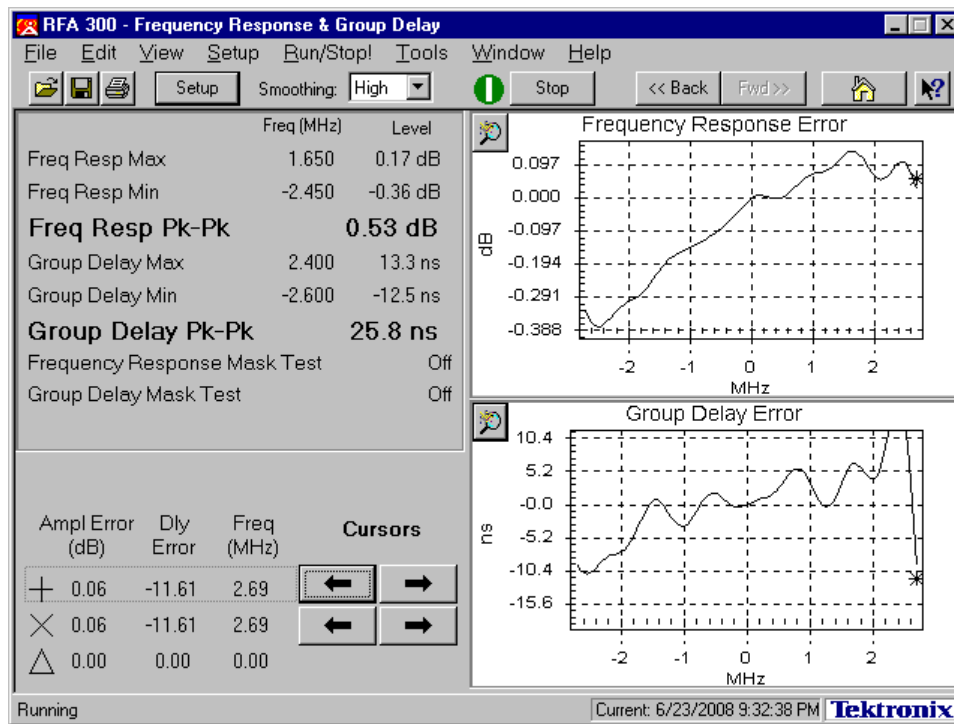 RFA 300 - Frequency Response & Group Delay
File Edit View Setup Run/Stop! Tools Window Help
Setup Smoothing: High Stop << Back Fwd >>
Freq (MHz) Level
Freq Resp Max 1.650 0.17 dB
Freq Resp Min -2.450 -0.36 dB
Freq Resp Pk-Pk 0.53 dB
Group Delay Max 2.400 13.3 ns
Group Delay Min -2.600 -12.5 ns
Group Delay Pk-Pk 25.8 ns
Frequency Response Mask Test Off
Group Delay Mask Test Off
Ampl Error (dB) Dly Error Freq (MHz) Cursors
0.06 -11.61 2.69
0.06 -11.61 2.69
0.00 0.00 0.00
Frequency Response Error
0.097
0.000
-0.097
-0.194
-0.291
-0.388
dB
-2 -1 0 1 2
MHz
Group Delay Error
10.4
5.2
-0.0
-5.2
-10.4
-15.6
ns
-2 -1 0 1 2
MHz
Running
Current: 6/23/2008 9:32:38 PM Tektronix